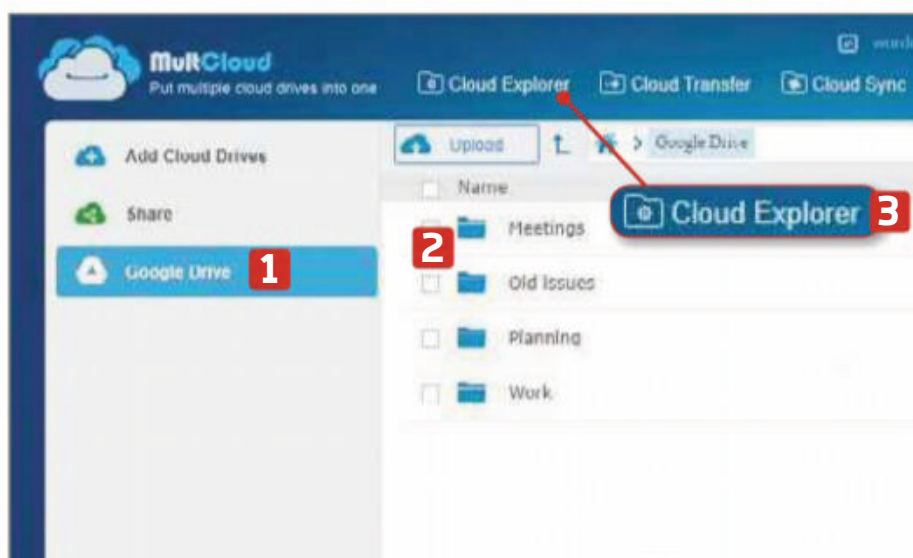 MultCloud
Put multiple cloud drives into one
Cloud Explorer
Cloud Transfer
Cloud Sync
Add Cloud Drives
Share
Google Drive
1
Upload
Google Drive
Name
2
Meetings
Old Issues
Planning
Work
Cloud Explorer
3